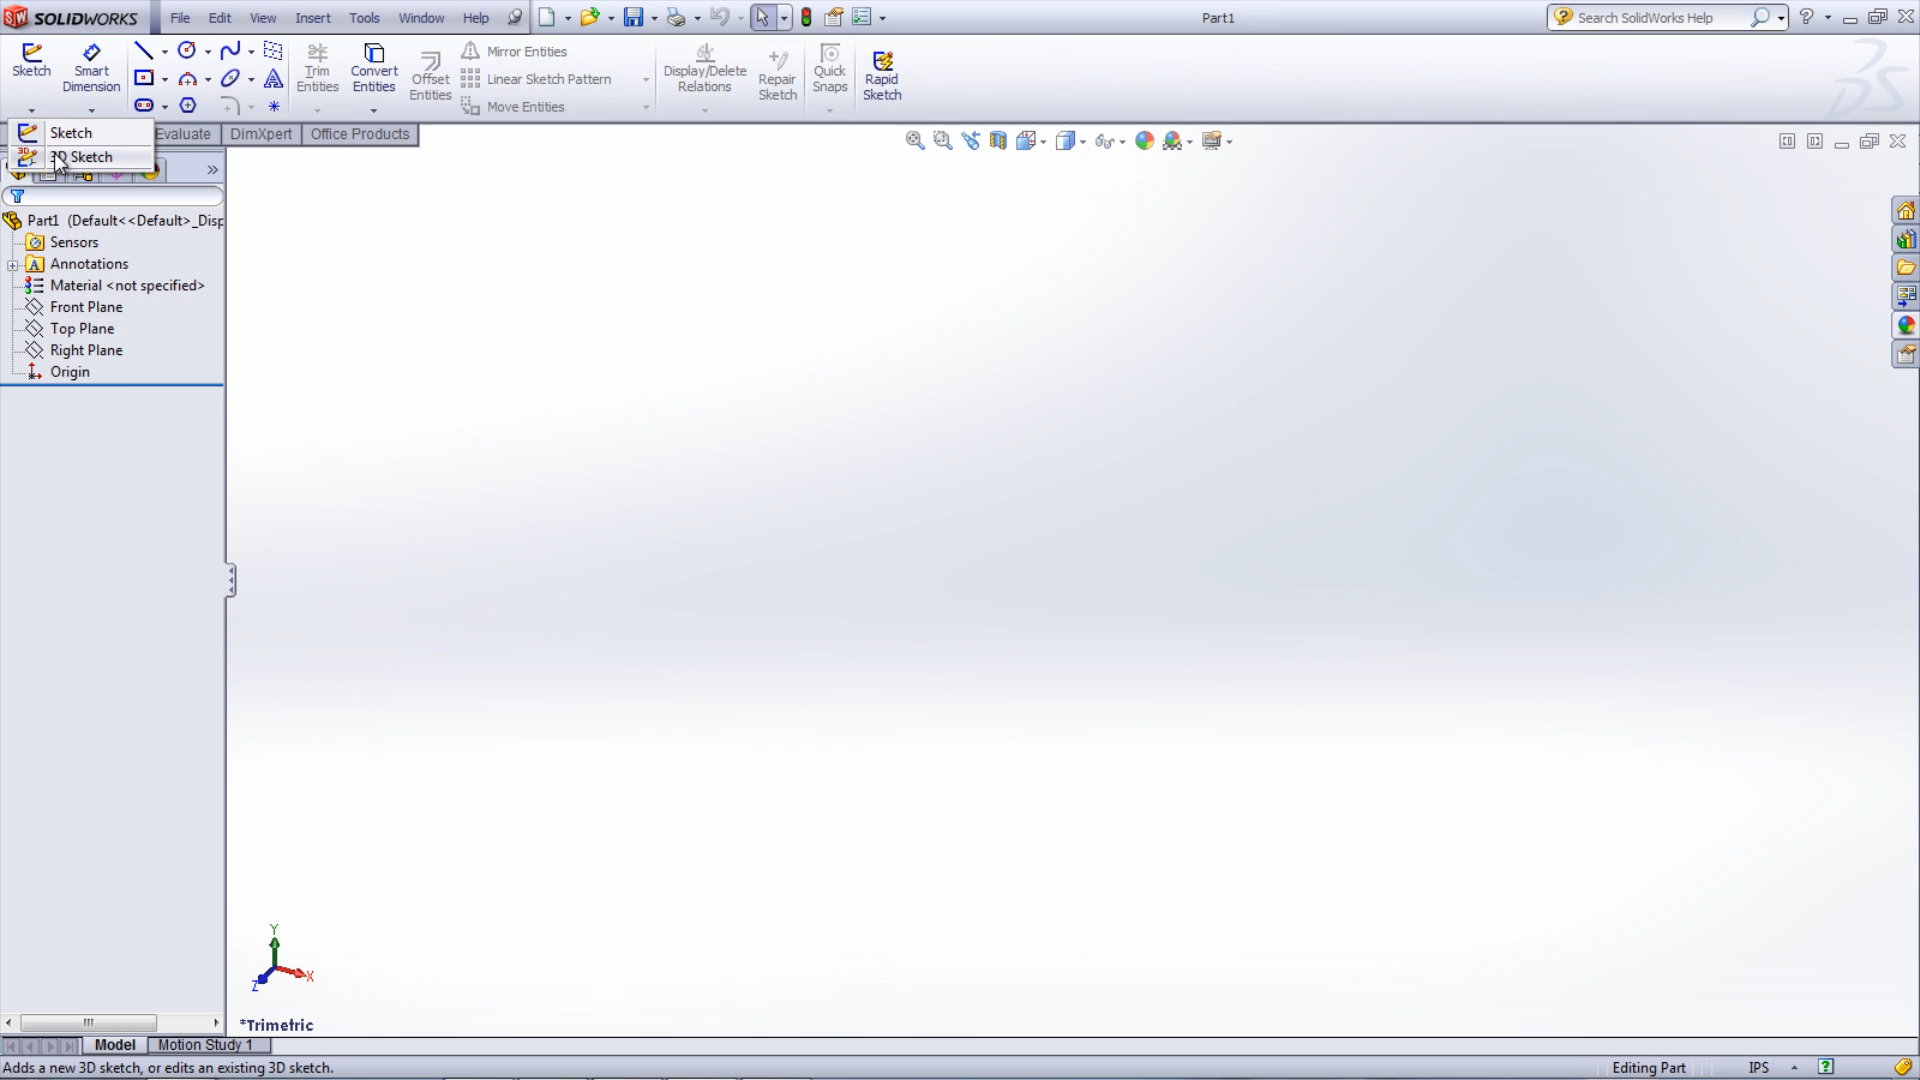 SOLIDWORKS File Edit View Insert Tools Window Help Part1 Search SolidWorks Help
Sketch
Smart
Dimension
Trim
Entities
Convert
Entities
Offset
Entities
Mirror Entities
Linear Sketch Pattern
Move Entities
Display/Delete
Relations
Repair
Sketch
Quick
Snaps
Rapid
Sketch
Sketch
3D Sketch
Evaluate DimXpert Office Products
Part1 (Default<<Default>_Disp
Sensors
Annotations
Material <not specified>
Front Plane
Top Plane
Right Plane
Origin
Y
X
Z
*Trimetric
Model Motion Study 1
Adds a new 3D sketch, or edits an existing 3D sketch. Editing Part IPS